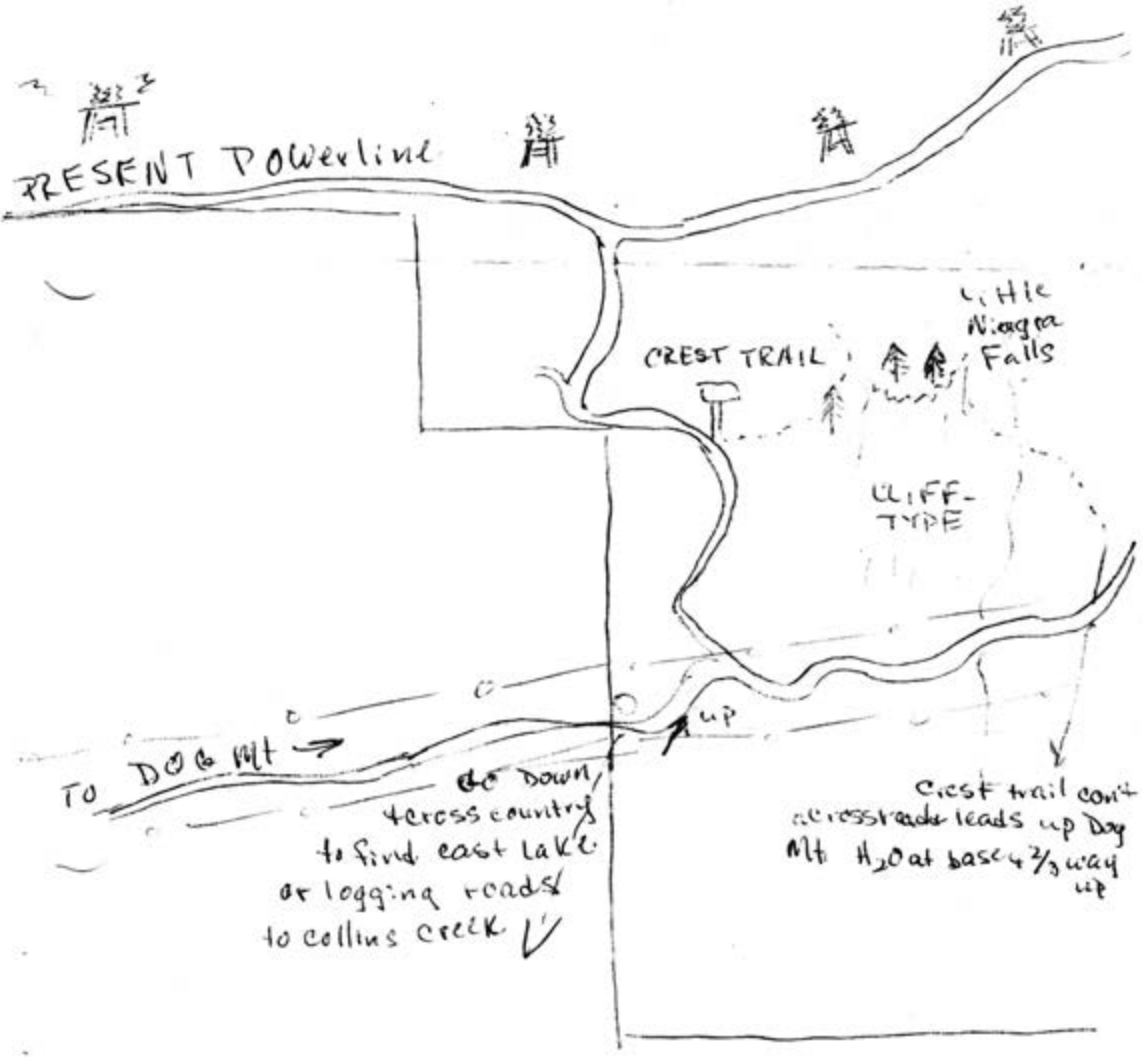 PRESENT POWerline
Little
Niagra
Falls
CREST TRAIL
CLIFF-
TYPE
up
TO DOG Mt
GO DOWN
+cross country
to find east Lake
or logging roads
to collins creek
Crest trail con't
across leads up Dog
Mt H₂O at base & 2/3 way
up